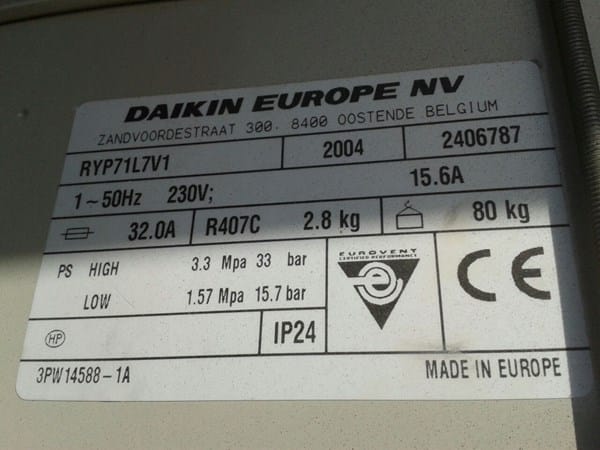 DAIKIN EUROPE NV
ZANDVOORDESTRAAT 300. 8400 OOSTENDE BELGIUM
RYP71L7V1 2004 2406787
1~50Hz 230V; 15.6A
32.0A R407C 2.8 kg 80 kg
PS HIGH 3.3 Mpa 33 bar
LOW 1.57 Mpa 15.7 bar
EUROVENT
CERTIFIED PERFORMANCE
CE
HP IP24
3PW14588-1A MADE IN EUROPE